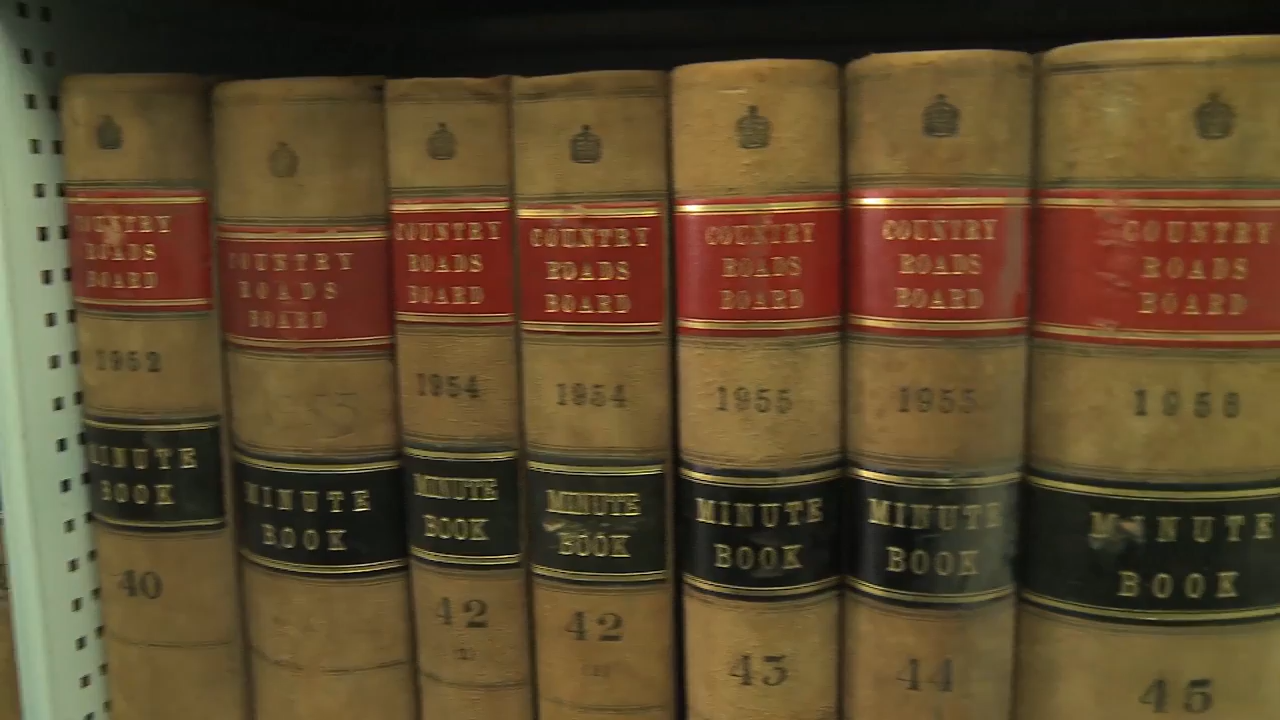 COUNTRY
ROADS
BOARD
1952
MINUTE
BOOK
40
COUNTRY
ROADS
BOARD
MINUTE
BOOK
COUNTRY
ROADS
BOARD
1954
MINUTE
BOOK
42
COUNTRY
ROADS
BOARD
1954
MINUTE
BOOK
42
COUNTRY
ROADS
BOARD
1955
MINUTE
BOOK
43
COUNTRY
ROADS
BOARD
1955
MINUTE
BOOK
44
COUNTRY
ROADS
BOARD
1956
MINUTE
BOOK
45